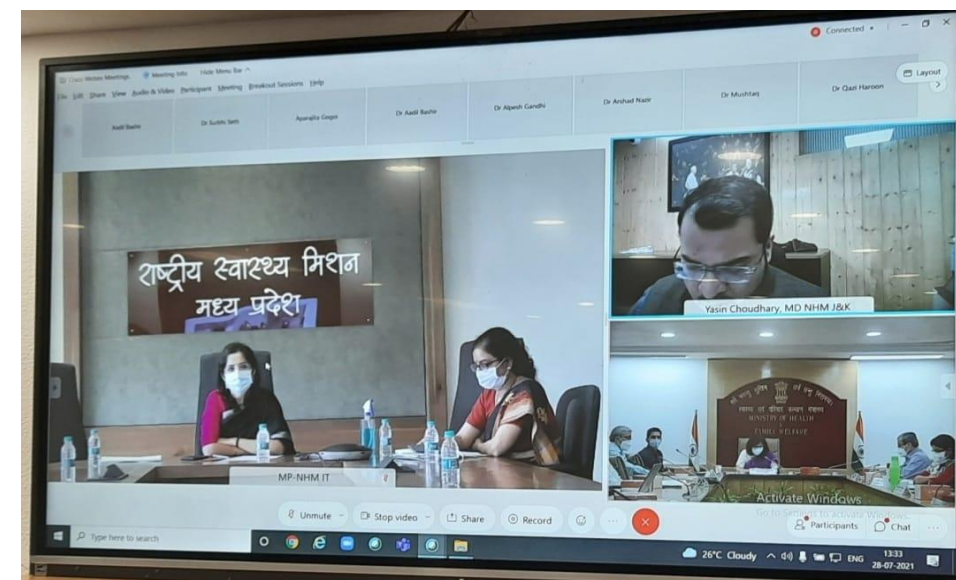 Connected
Cisco Webex Meetings Meeting Info Hide Menu Bar
File Edit Share View Audio & Video Participant Meeting Breakout Sessions Help
Layout
Aadil Bashir
Aparajita Gogoi
Dr Aadil Bashir
Dr Alpesh Gandhi
Dr Arshad Nazir
Dr Mushtaq
Dr Qazi Haroon
राष्ट्रीय स्वास्थ्य मिशन
मध्य प्रदेश
MP-NHM IT
Yasin Choudhary, MD NHM J&K
स्वास्थ्य एवं परिवार कल्याण मंत्रालय
MINISTRY OF HEALTH
FAMILY WELFARE
Activate Windows
Go to Settings to activate Windows.
Unmute
Stop video
Share
Record
Participants
Chat
Type here to search
26°C Cloudy
ENG
13:33
28-07-2021